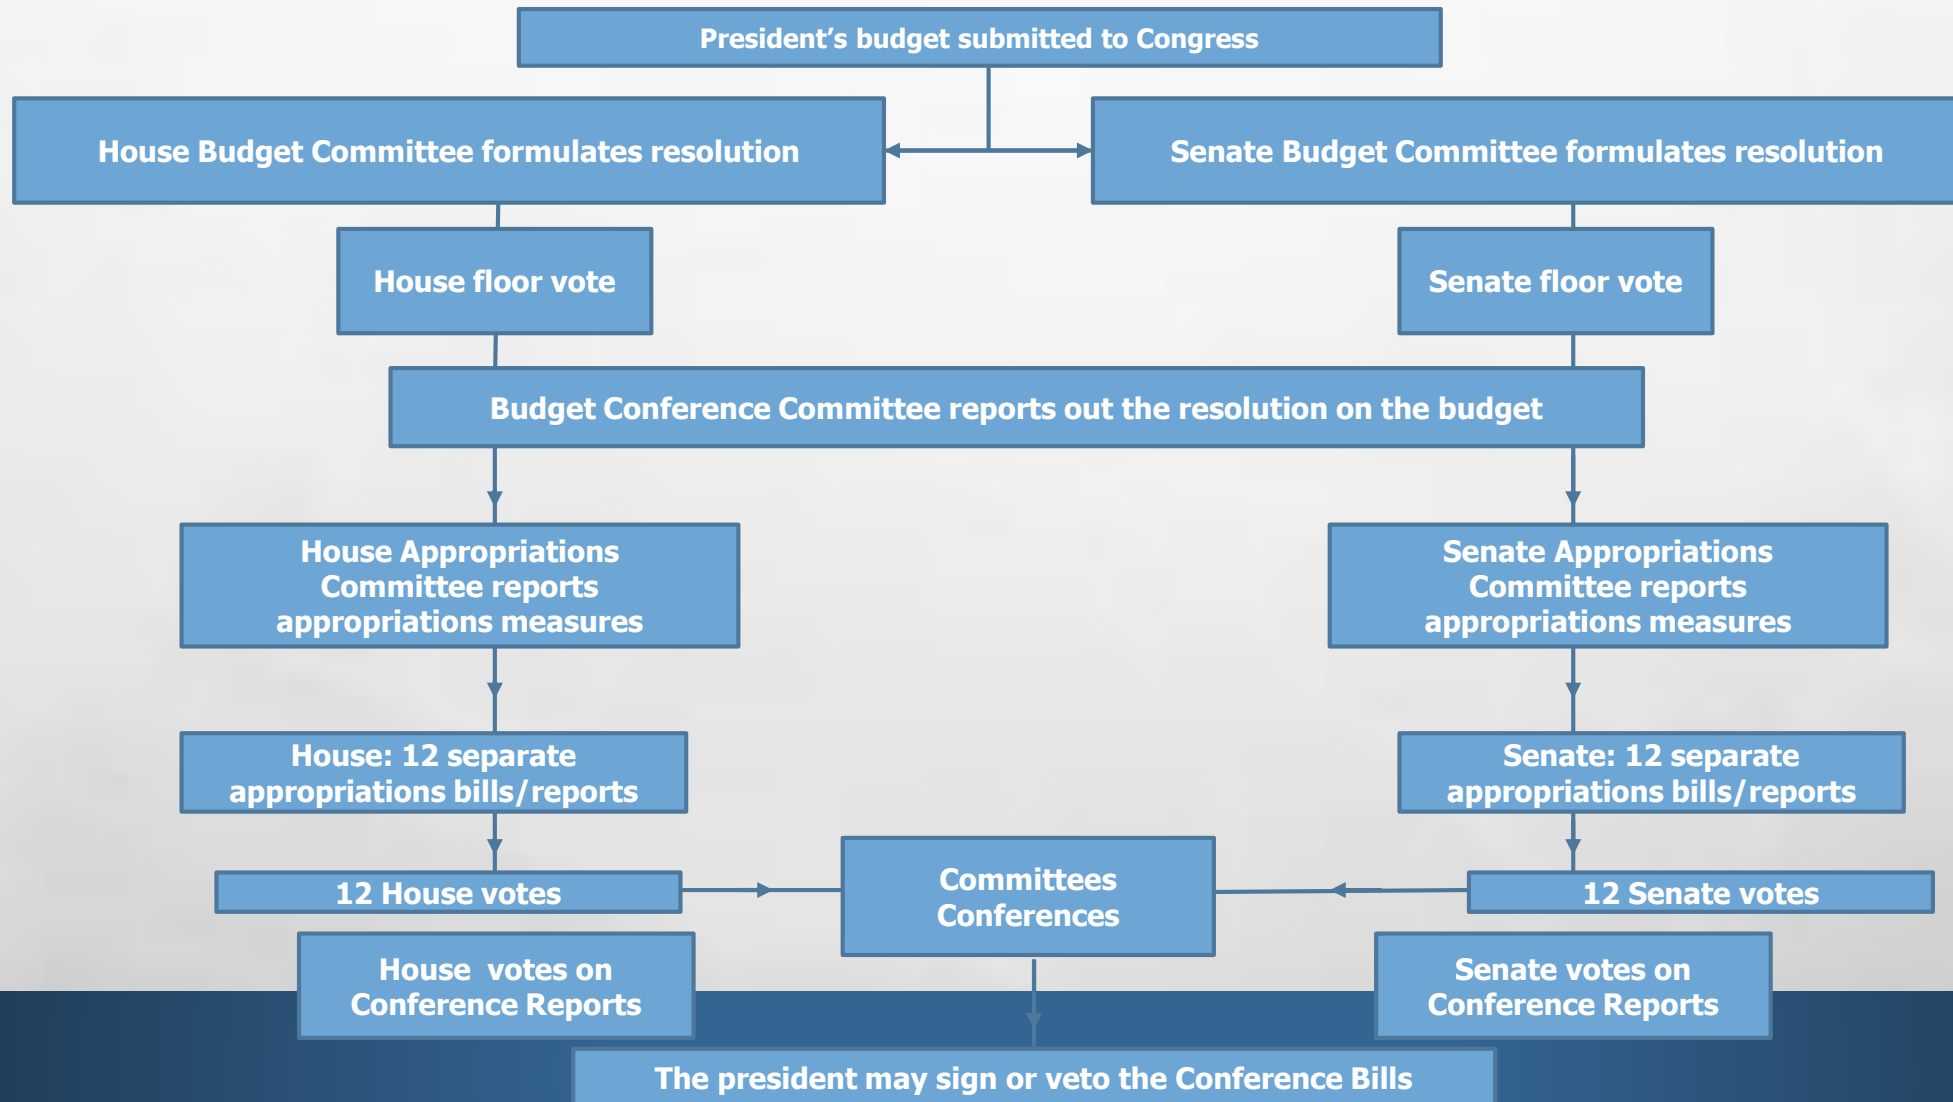 President’s budget submitted to Congress
House Budget Committee formulates resolution
Senate Budget Committee formulates resolution
House floor vote
Senate floor vote
Budget Conference Committee reports out the resolution on the budget
House Appropriations
Committee reports
appropriations measures
Senate Appropriations
Committee reports
appropriations measures
House: 12 separate
appropriations bills/reports
Senate: 12 separate
appropriations bills/reports
12 House votes
Committees
Conferences
12 Senate votes
House  votes on
Conference Reports
Senate votes on
Conference Reports
The president may sign or veto the Conference Bills